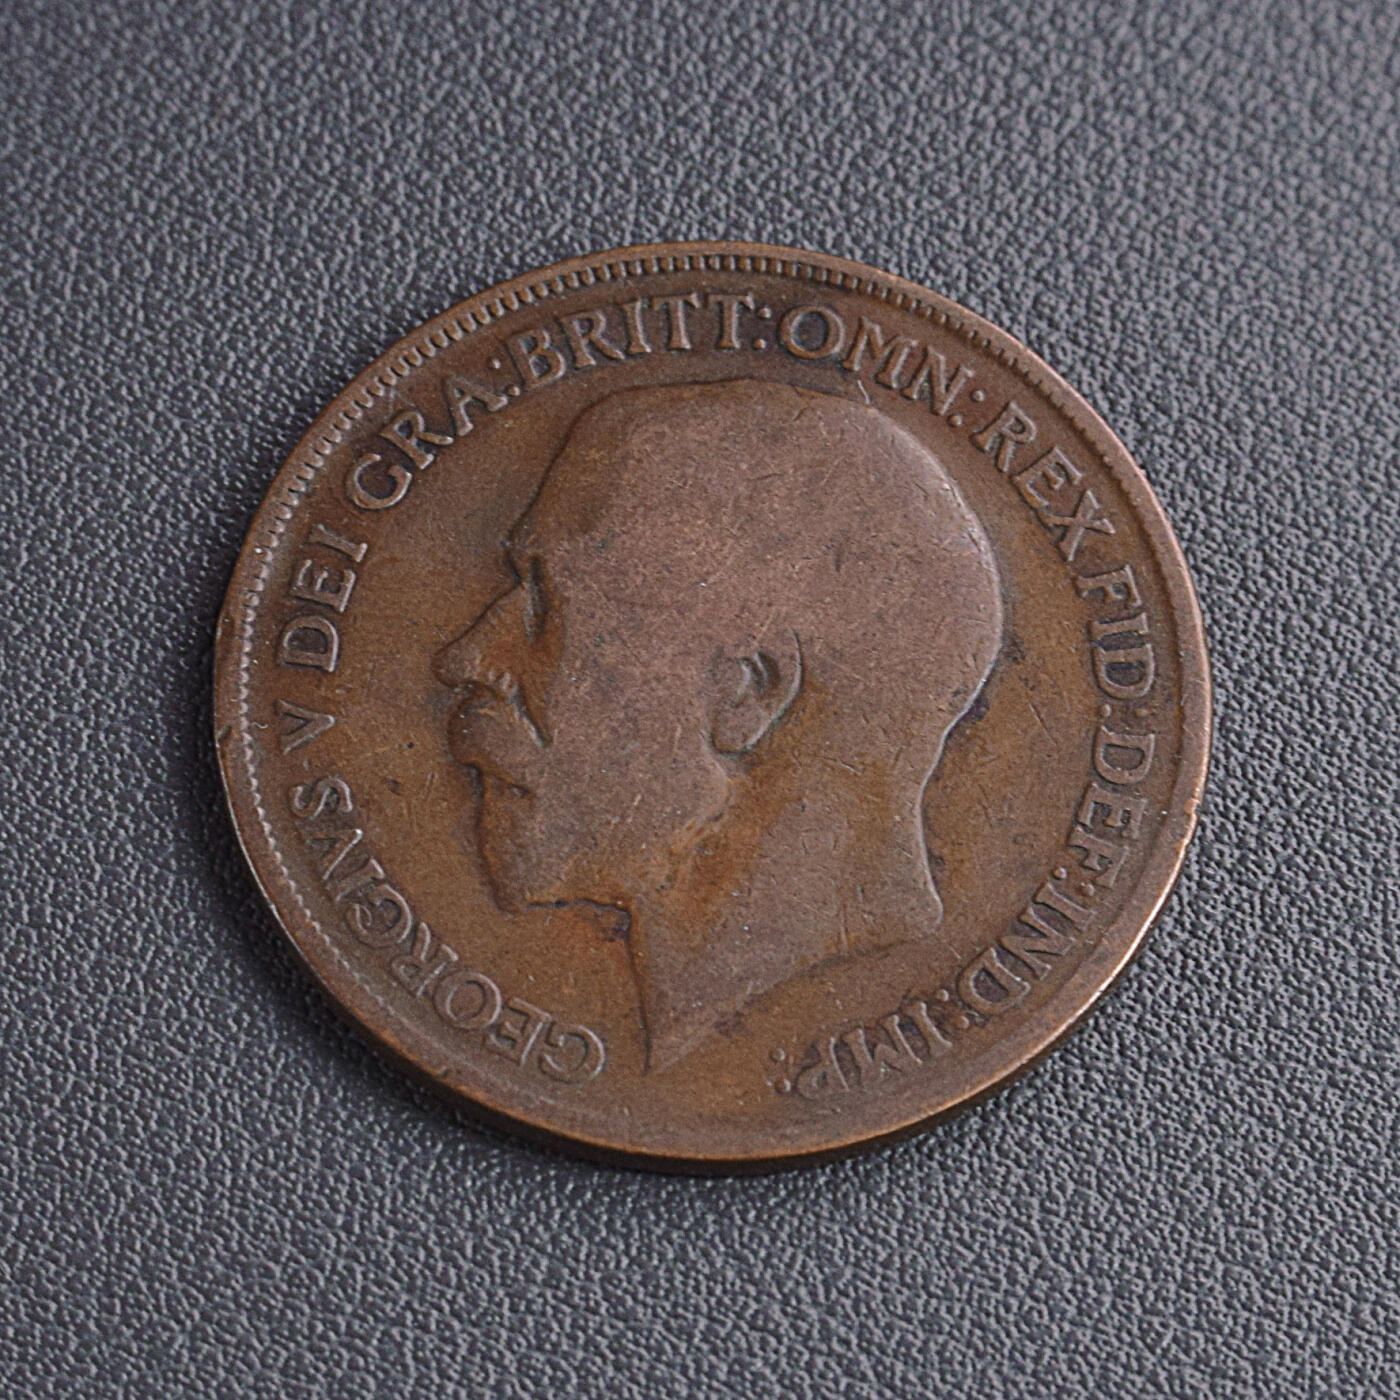 GEORGIVS V DEI GRA:BRITT:OMN:REX FID:DEF:IND:IMP: